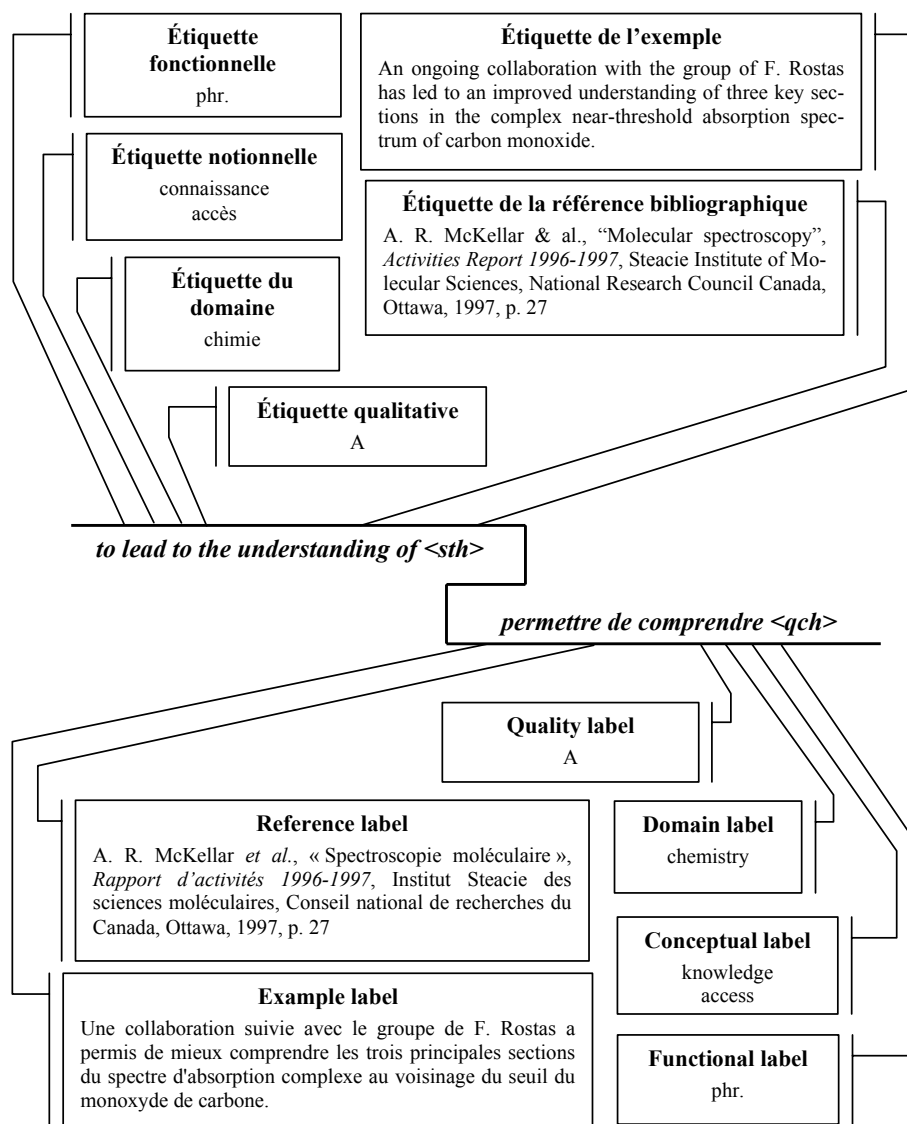 Étiquette
fonctionnelle
phr.
Étiquette de l’exemple
An ongoing collaboration with the group of F. Rostas
has led to an improved understanding of three key sec-
tions in the complex near-threshold absorption spec-
trum of carbon monoxide.
Étiquette notionnelle
connaissance
accès
Étiquette de la référence bibliographique
A. R. McKellar & al., “Molecular spectroscopy”,
Activities Report 1996-1997, Steacie Institute of Mo-
lecular Sciences, National Research Council Canada,
Ottawa, 1997, p. 27
Étiquette du
domaine
chimie
Étiquette qualitative
A
to lead to the understanding of <sth>
permettre de comprendre <qch>
Quality label
A
Reference label
A. R. McKellar et al., « Spectroscopie moléculaire »,
Rapport d’activités 1996-1997, Institut Steacie des
sciences moléculaires, Conseil national de recherches du
Canada, Ottawa, 1997, p. 27
Domain label
chemistry
Conceptual label
knowledge
access
Example label
Une collaboration suivie avec le groupe de F. Rostas a
permis de mieux comprendre les trois principales sections
du spectre d'absorption complexe au voisinage du seuil du
monoxyde de carbone.
Functional label
phr.